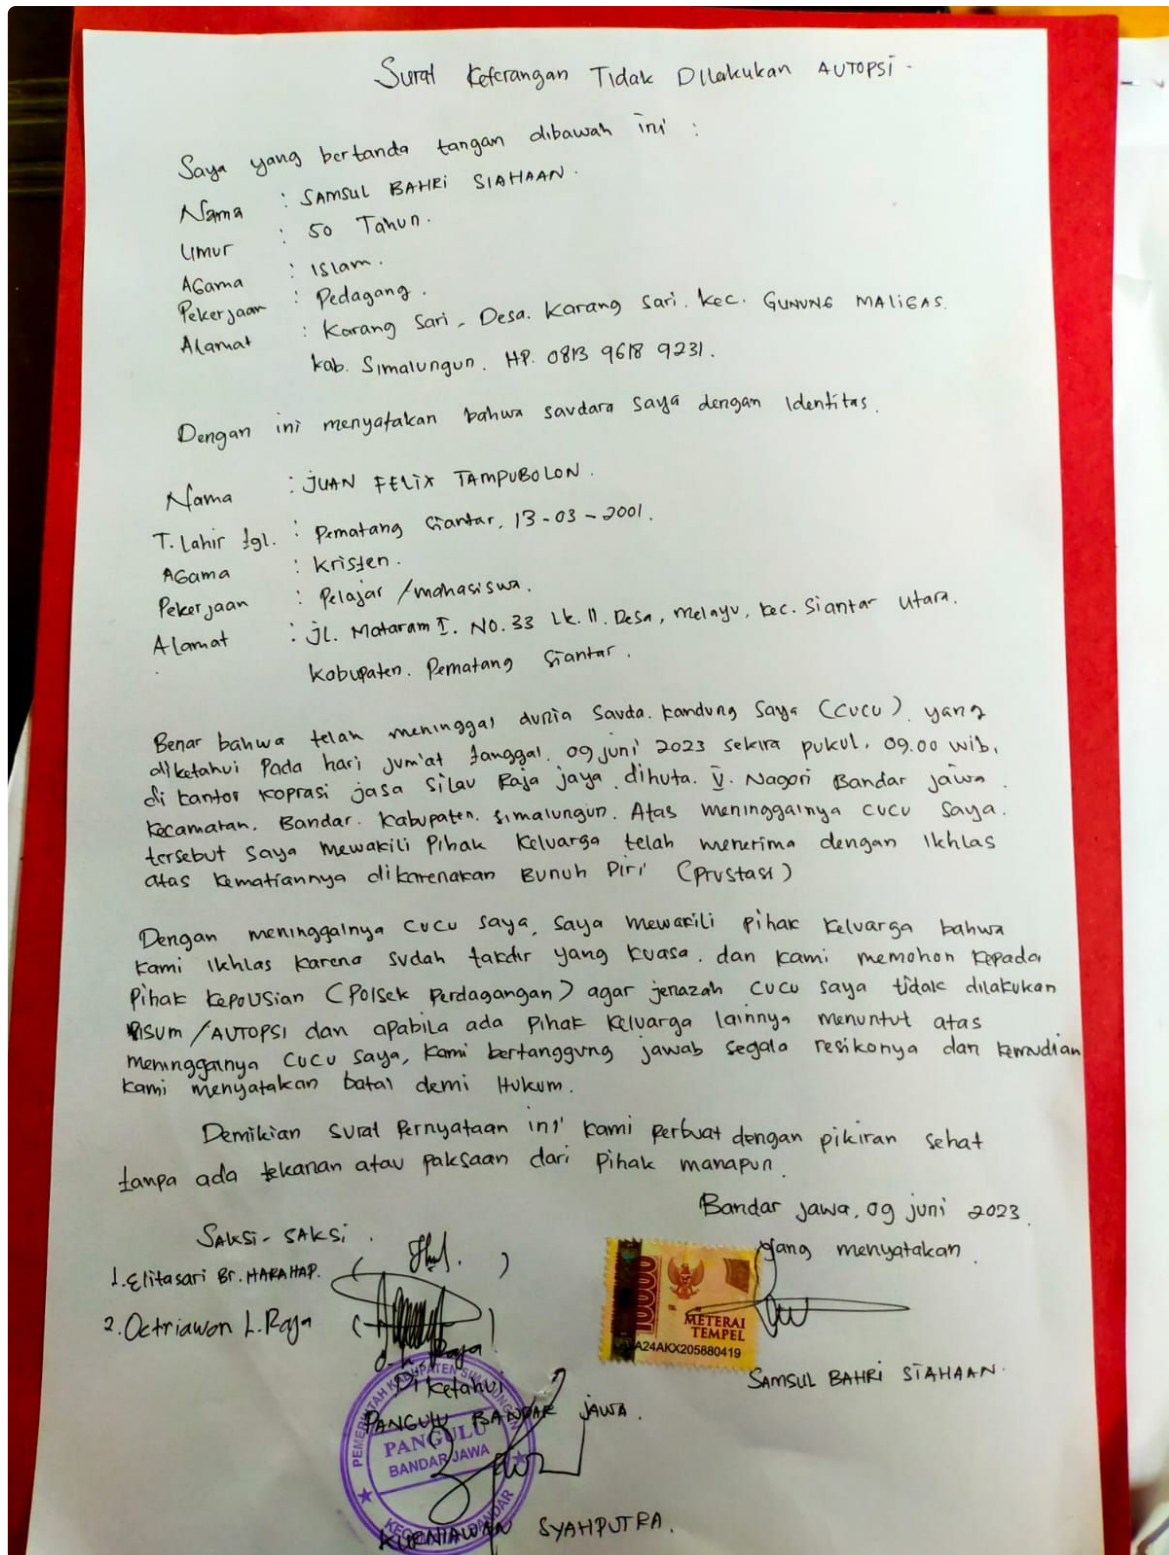 Surat Keterangan Tidak Dilakukan AUTOPSI.
Saya yang bertanda tangan dibawah ini :
Nama : SAMSUL BAHRI SIAHAAN.
Umur : 50 Tahun.
AGama : Islam.
Pekerjaan : Pedagang.
Alamat : Karang Sari, Desa. Karang Sari. Kec. GUNUNG MALIGAS.
Kab. Simalungun. HP. 0813 9618 9231.
Dengan ini menyatakan bahwa saudara saya dengan Identitas.
Nama : JUAN FELIX TAMPUBOLON.
T. Lahir tgl. : Pematang Siantar, 13-03-2001.
AGama : Kristen.
Pekerjaan : Pelajar /mahasiswa.
Alamat : JL. Mataram I. NO.33 Lk. II. Desa, Melayu, Kec. Siantar Utara.
Kabupaten. Pematang Siantar.
Benar bahwa telah meninggal dunia Sauda. Kandung Saya (CUCU) yang
diketahui Pada hari jum'at tanggal. 09 juni 2023 sekira pukul. 09.00 wib.
di kantor Koprasi jasa Silau Raja jaya dihuta. V. Nagori Bandar jawa
Kecamatan. Bandar. Kabupaten. Simalungun. Atas meninggalnya cucu saya.
tersebut saya mewakili Pihak Keluarga telah menerima dengan Ikhlas
atas Kematiannya dikarenakan Bunuh Diri (Prustasi)
Dengan meninggalnya cucu saya, saya mewakili pihak Keluarga bahwa
Kami Ikhlas karena sudah takdir yang kuasa. dan kami memohon kepada
Pihak Kepolisian (Polsek Perdagangan) agar jenazah cucu saya tidak dilakukan
VISUM /AUTOPSI dan apabila ada Pihak Keluarga lainnya menuntut atas
meninggalnya cucu saya, Kami bertanggung jawab segala resikonya dan kemudian
Kami menyatakan batal demi Hukum.
Demikian surat Pernyataan ini kami perbuat dengan pikiran sehat
tanpa ada tekanan atau paksaan dari Pihak manapun.
Bandar jawa, 09 juni 2023
Saksi-SAKSi.
Yang menyatakan
1. Elitasari Br. HARAHAP. ( )
2. Octriawan L. Raja ( )
10000
METERAI
TEMPEL
A24AKX205880419
SAMSUL BAHRI SIAHAAN.
Diketahui
PANGULU BANDAR JAWA.
PEMERINTAH KABUPATEN SIMALUNGUN
PANGULU
BANDAR JAWA
KECAMATAN BANDAR
KURNIAWAN SYAHPUTRA.